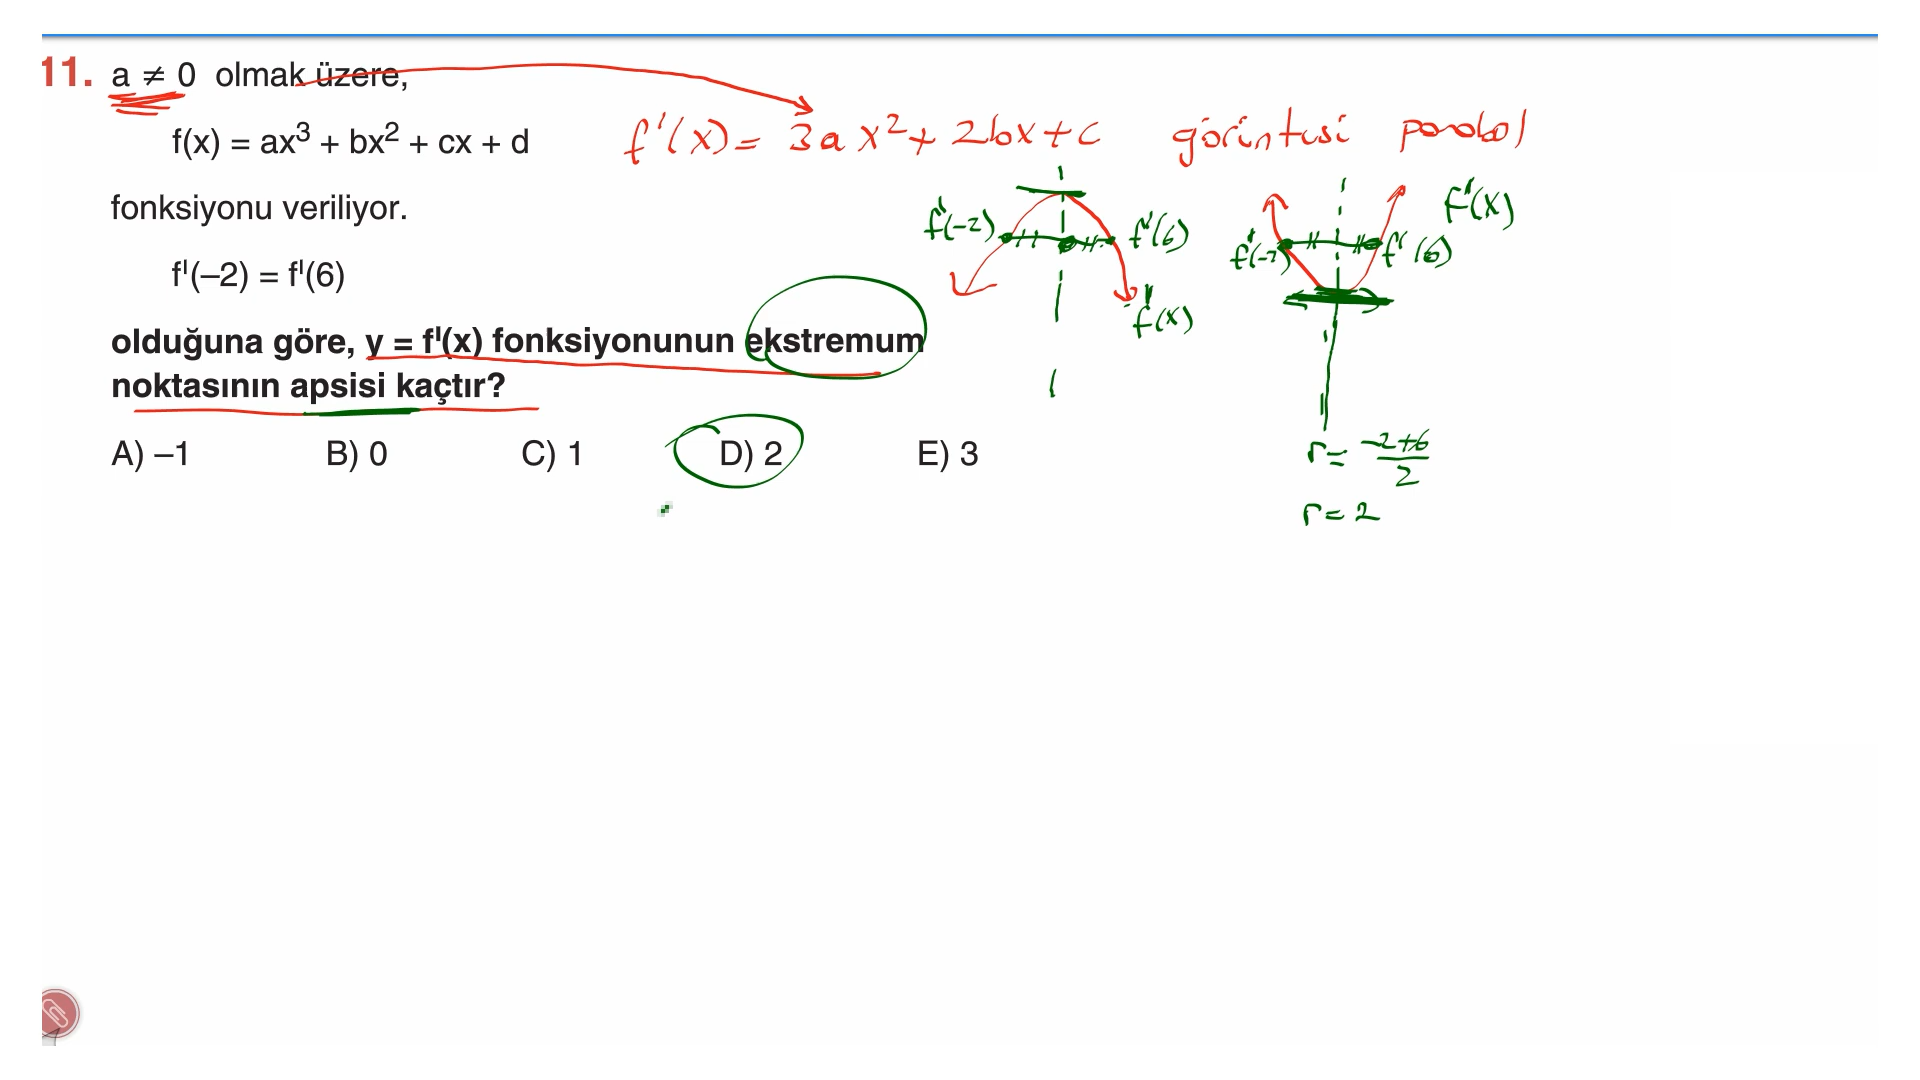 11. a ≠ 0 olmak üzere,
f(x) = ax³ + bx² + cx + d
f'(x) = 3ax² + 2bx + c görüntüsü parabol
fonksiyonu veriliyor.
f'(-2) f'(6) f'(x)
f'(-2) f'(6) f'(x)
f'(–2) = f'(6)
olduğuna göre, y = f'(x) fonksiyonunun ekstremum
noktasının apsisi kaçtır?
A) –1 B) 0 C) 1 D) 2 E) 3
r = -2+6
2
r = 2